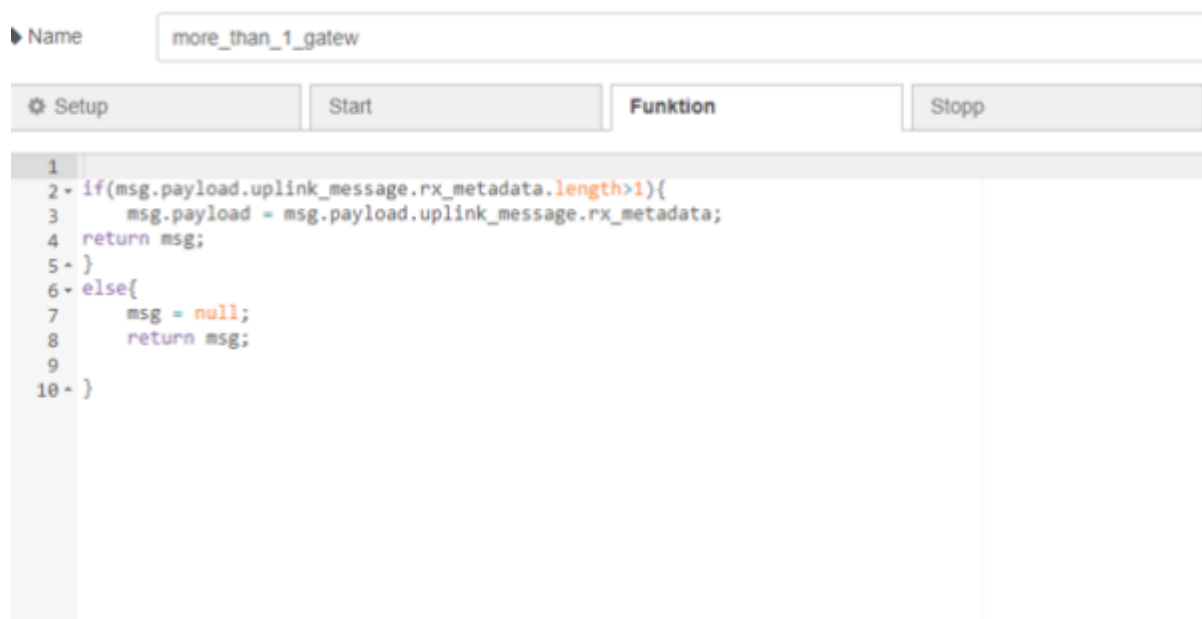 Name more_than_1_gatew
Setup Start Funktion Stopp
1
2 if(msg.payload.uplink_message.rx_metadata.length>1){
3 msg.payload = msg.payload.uplink_message.rx_metadata;
4 return msg;
5 }
6 else{
7 msg = null;
8 return msg;
9
10 }